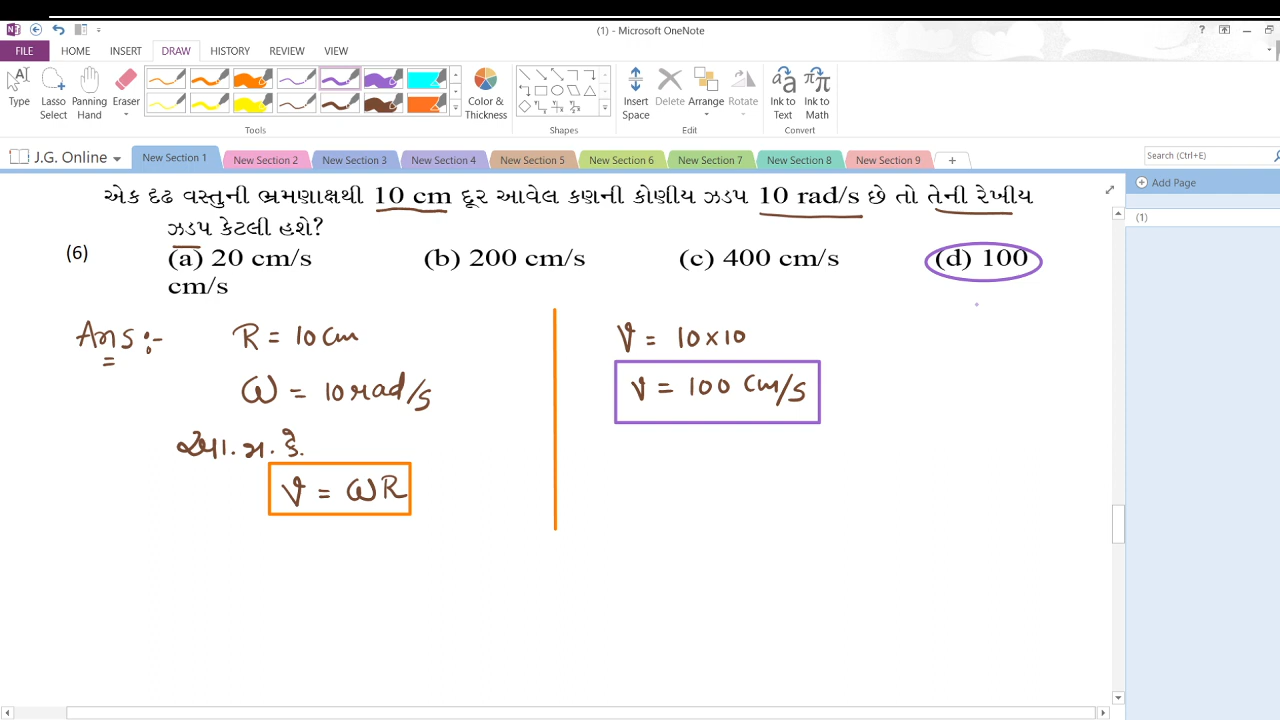 (1) - Microsoft OneNote
FILE HOME INSERT DRAW HISTORY REVIEW VIEW
Type Lasso Select Panning Hand Eraser Color & Thickness Insert Space Delete Arrange Rotate Ink to Text Ink to Math
Tools Shapes Edit Convert
J.G. Online New Section 1 New Section 2 New Section 3 New Section 4 New Section 5 New Section 6 New Section 7 New Section 8 New Section 9 Search (Ctrl+E)
Add Page
(1)
એક દઢ વસ્તુની ભ્રમણાક્ષથી 10 cm દૂર આવેલ કણની કોણીય ઝડપ 10 rad/s છે તો તેની રેખીય
ઝડપ કેટલી હશે?
(6) (a) 20 cm/s (b) 200 cm/s (c) 400 cm/s (d) 100
cm/s
Ans :- R = 10 cm
ω = 10 rad/s
આ. મ. કે.
v = ωR
v = 10 × 10
v = 100 cm/s